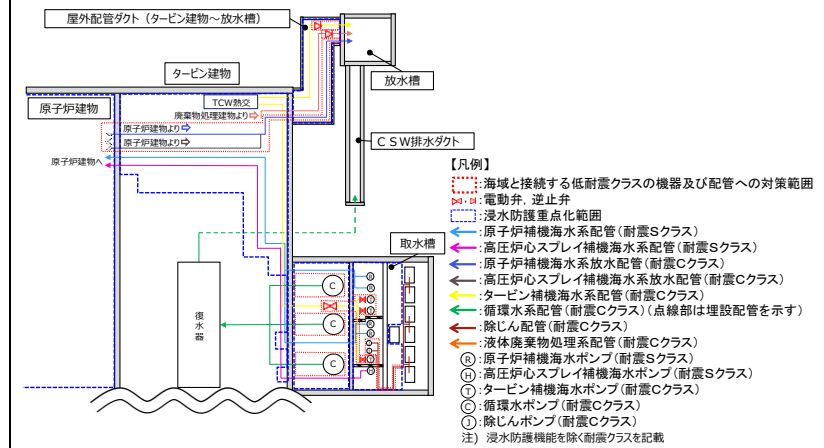 屋外配管ダクト（タービン建物～放水槽）
タービン建物
放水槽
原子炉建物
TCW熱交
廃棄物処理建物より⇨
原子炉建物より⇨
原子炉建物より⇨
原子炉建物へ
ＣＳＷ排水ダクト
取水槽
復水器
C
C
C
R
H
【凡例】
:海域と接続する低耐震クラスの機器及び配管への対策範囲
:電動弁，逆止弁
:浸水防護重点化範囲
:原子炉補機海水系配管(耐震Sクラス)
:高圧炉心スプレイ補機海水系配管(耐震Sクラス)
:原子炉補機海水系放水配管(耐震Cクラス)
:高圧炉心スプレイ補機海水系放水配管(耐震Cクラス)
:タービン補機海水系配管(耐震Cクラス)
:循環水系配管(耐震Cクラス)(点線部は埋設配管を示す)
:除じん配管(耐震Cクラス)
:液体廃棄物処理系配管(耐震Cクラス)
Ⓡ:原子炉補機海水ポンプ(耐震Sクラス)
Ⓗ:高圧炉心スプレイ補機海水ポンプ(耐震Sクラス)
Ⓣ:タービン補機海水ポンプ(耐震Cクラス)
Ⓒ:循環水ポンプ(耐震Cクラス)
Ⓙ:除じんポンプ(耐震Cクラス)
注）浸水防護機能を除く耐震クラスを記載